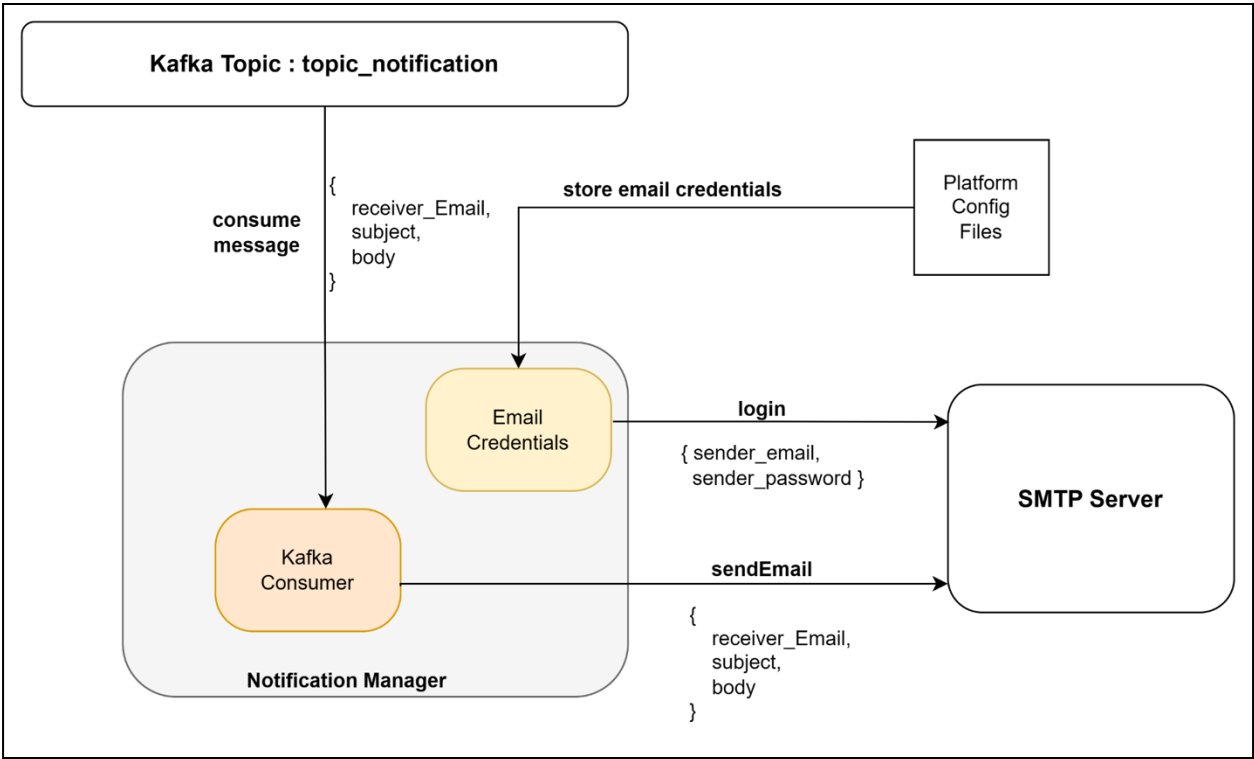 Kafka Topic : topic_notification
consume
message
{
receiver_Email,
subject,
body
}
store email credentials
Platform
Config
Files
Email
Credentials
login
{ sender_email,
sender_password }
SMTP Server
Kafka
Consumer
sendEmail
{
receiver_Email,
subject,
body
}
Notification Manager